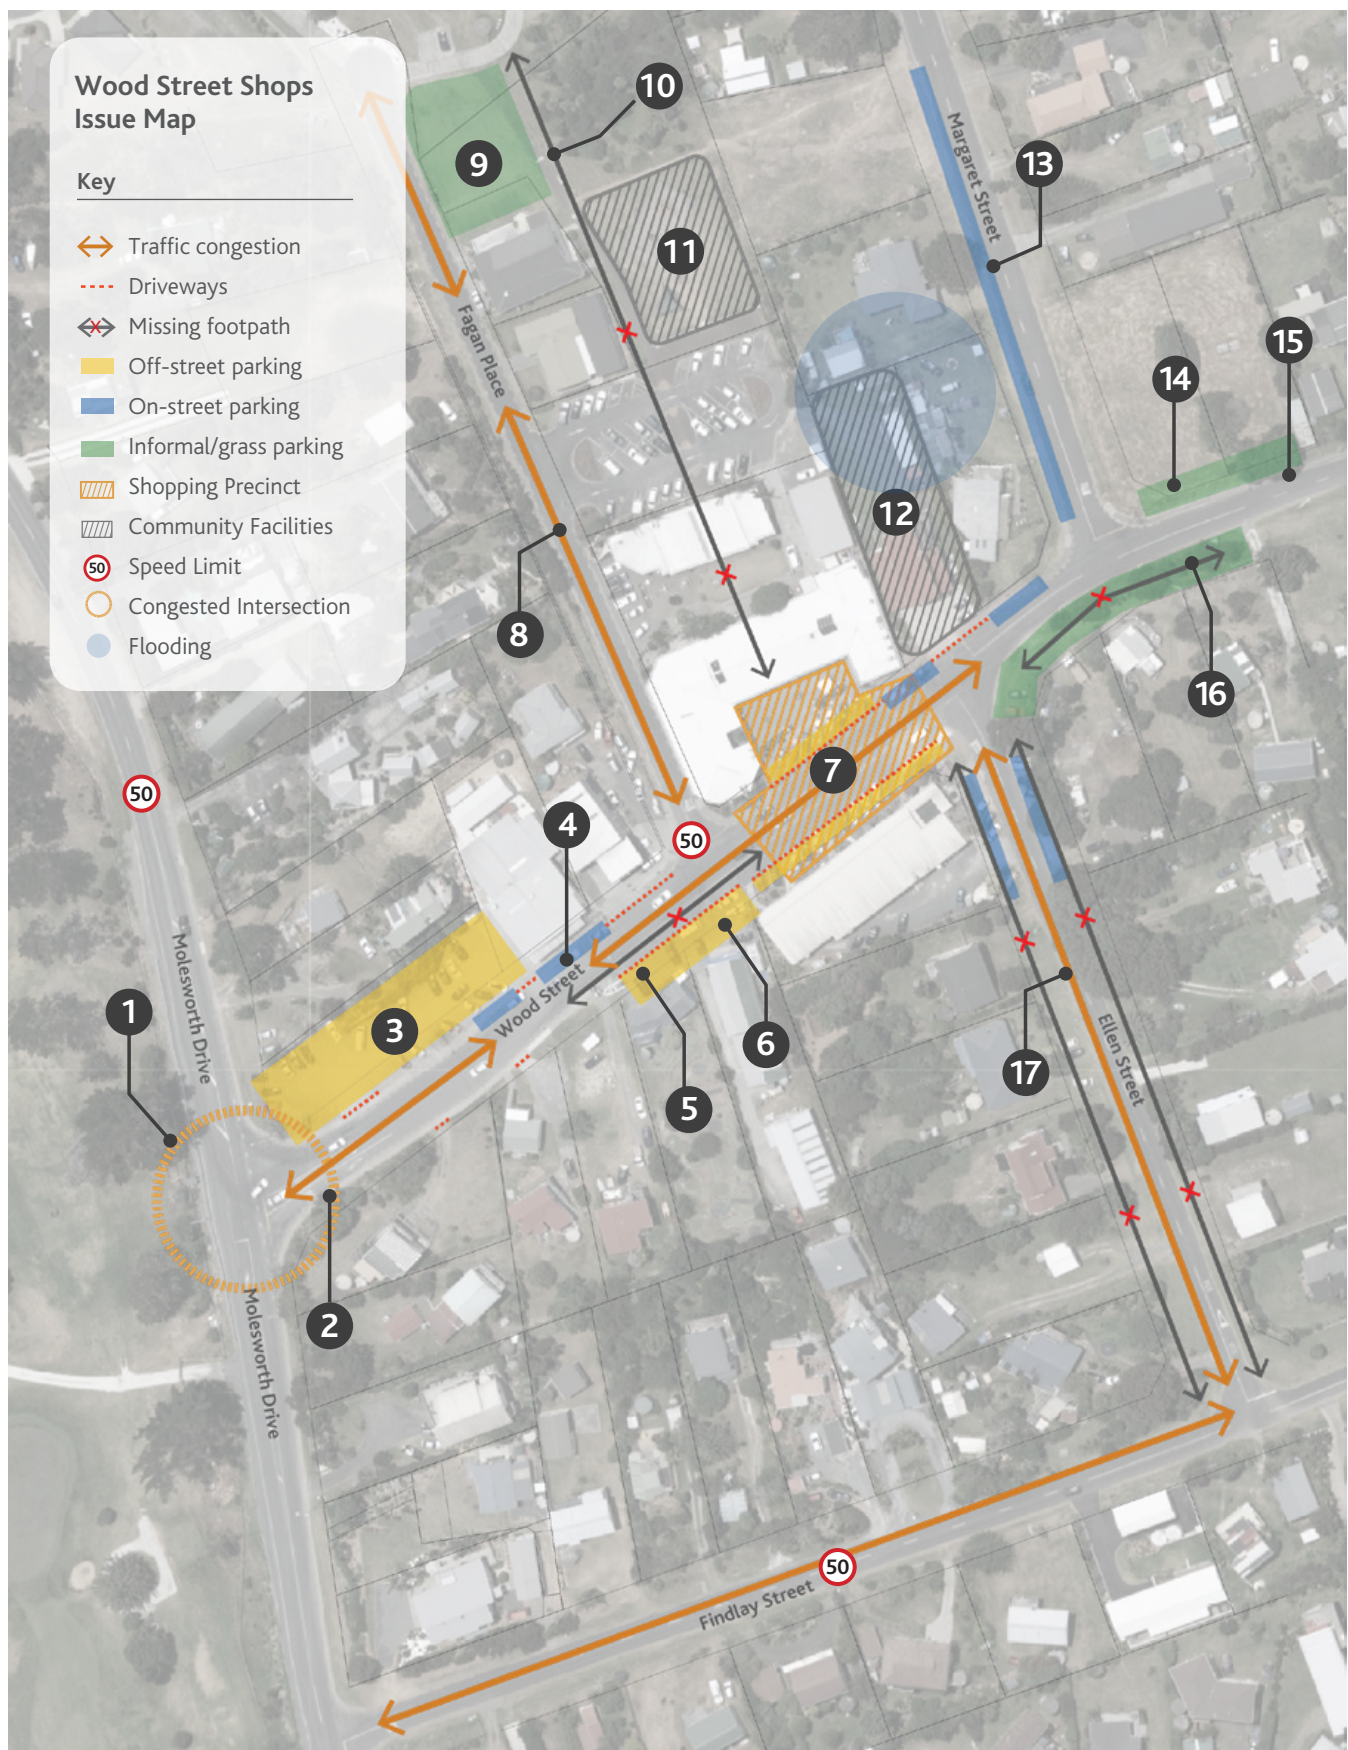 Wood Street Shops
Issue Map
Key
Traffic congestion
Driveways
Missing footpath
Off-street parking
On-street parking
Informal/grass parking
Shopping Precinct
Community Facilities
50 Speed Limit
Congested Intersection
Flooding
10
9
13
Margaret Street
11
Fagan Place
15
14
12
8
16
7
50
4
50
Molesworth Drive
1
3
Wood Street
6
5
17
Ellen Street
2
Molesworth Drive
50
Findlay Street